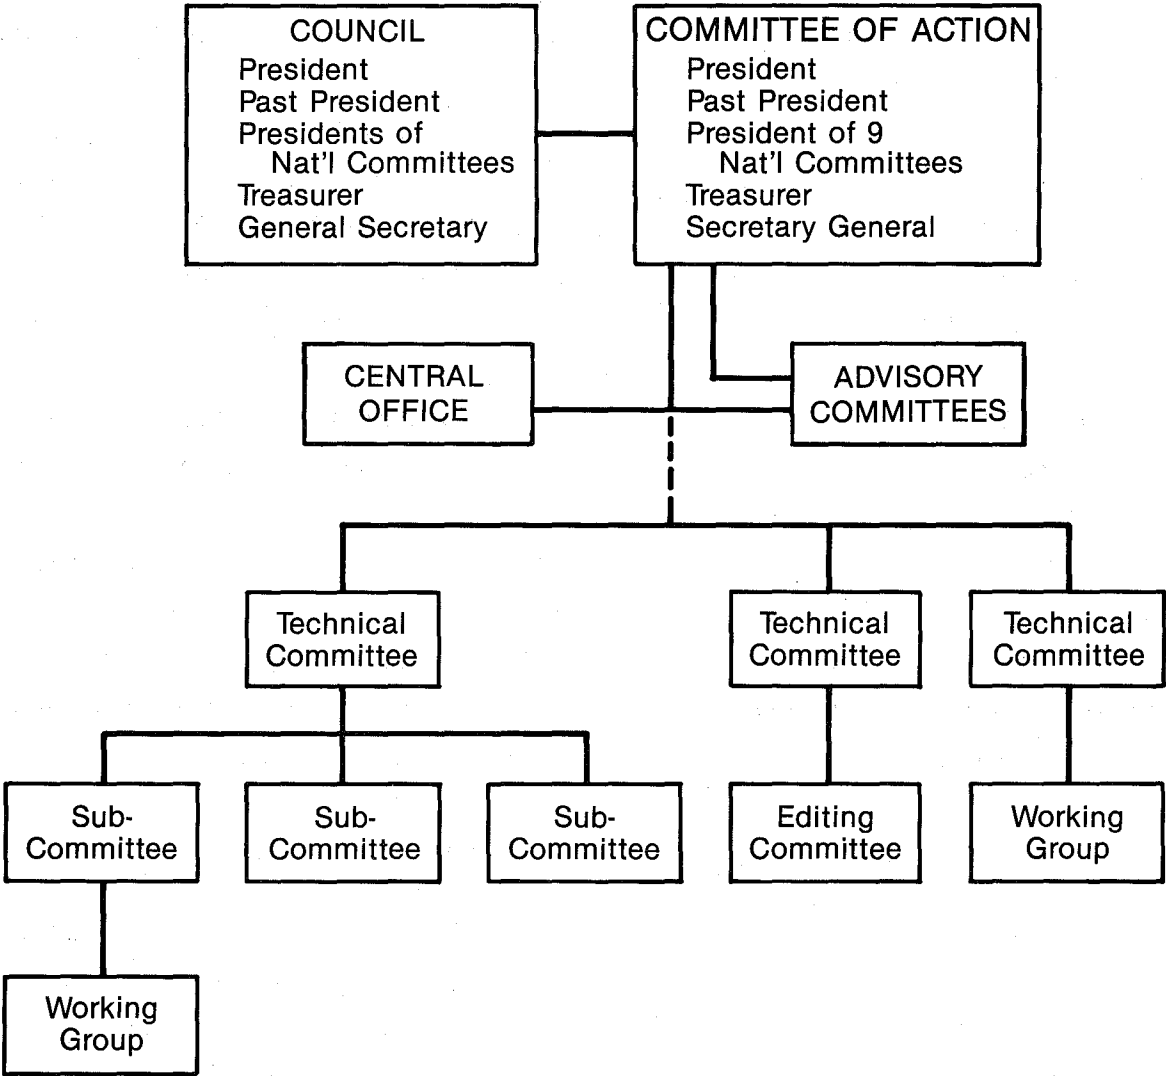 COUNCIL
President
Past President
Presidents of
Nat'l Committees
Treasurer
General Secretary
COMMITTEE OF ACTION
President
Past President
President of 9
Nat'l Committees
Treasurer
Secretary General
CENTRAL
OFFICE
ADVISORY
COMMITTEES
Technical
Committee
Technical
Committee
Technical
Committee
Sub-
Committee
Sub-
Committee
Sub-
Committee
Editing
Committee
Working
Group
Working
Group